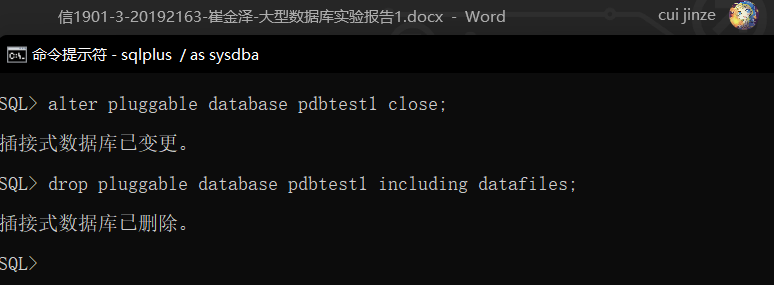 信1901-3-20192163-崔金泽-大型数据库实验报告1.docx - Word
cui jinze
命令提示符 - sqlplus / as sysdba
SQL> alter pluggable database pdbtest1 close;
插接式数据库已变更。
SQL> drop pluggable database pdbtest1 including datafiles;
插接式数据库已删除。
SQL>